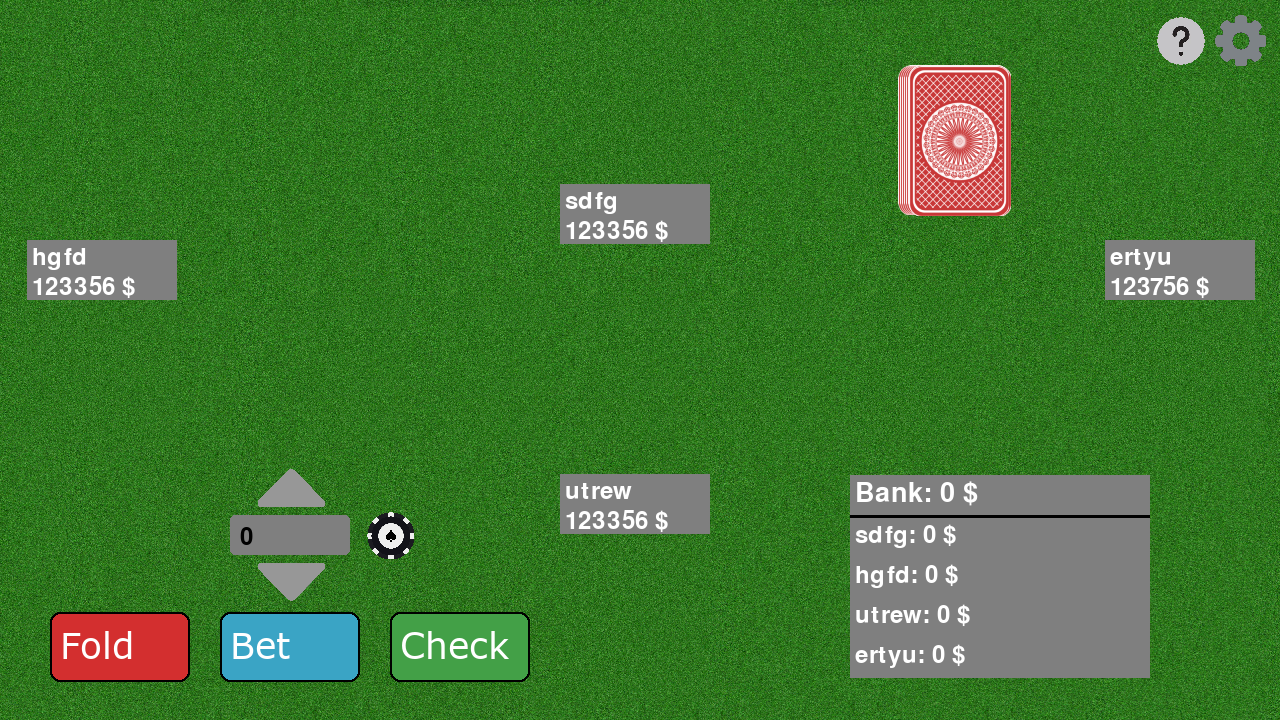 ?
sdfg
123356 $
hgfd
123356 $
ertyu
123756 $
utrew
123356 $
0
Fold
Bet
Check
Bank: 0 $
sdfg: 0 $
hgfd: 0 $
utrew: 0 $
ertyu: 0 $